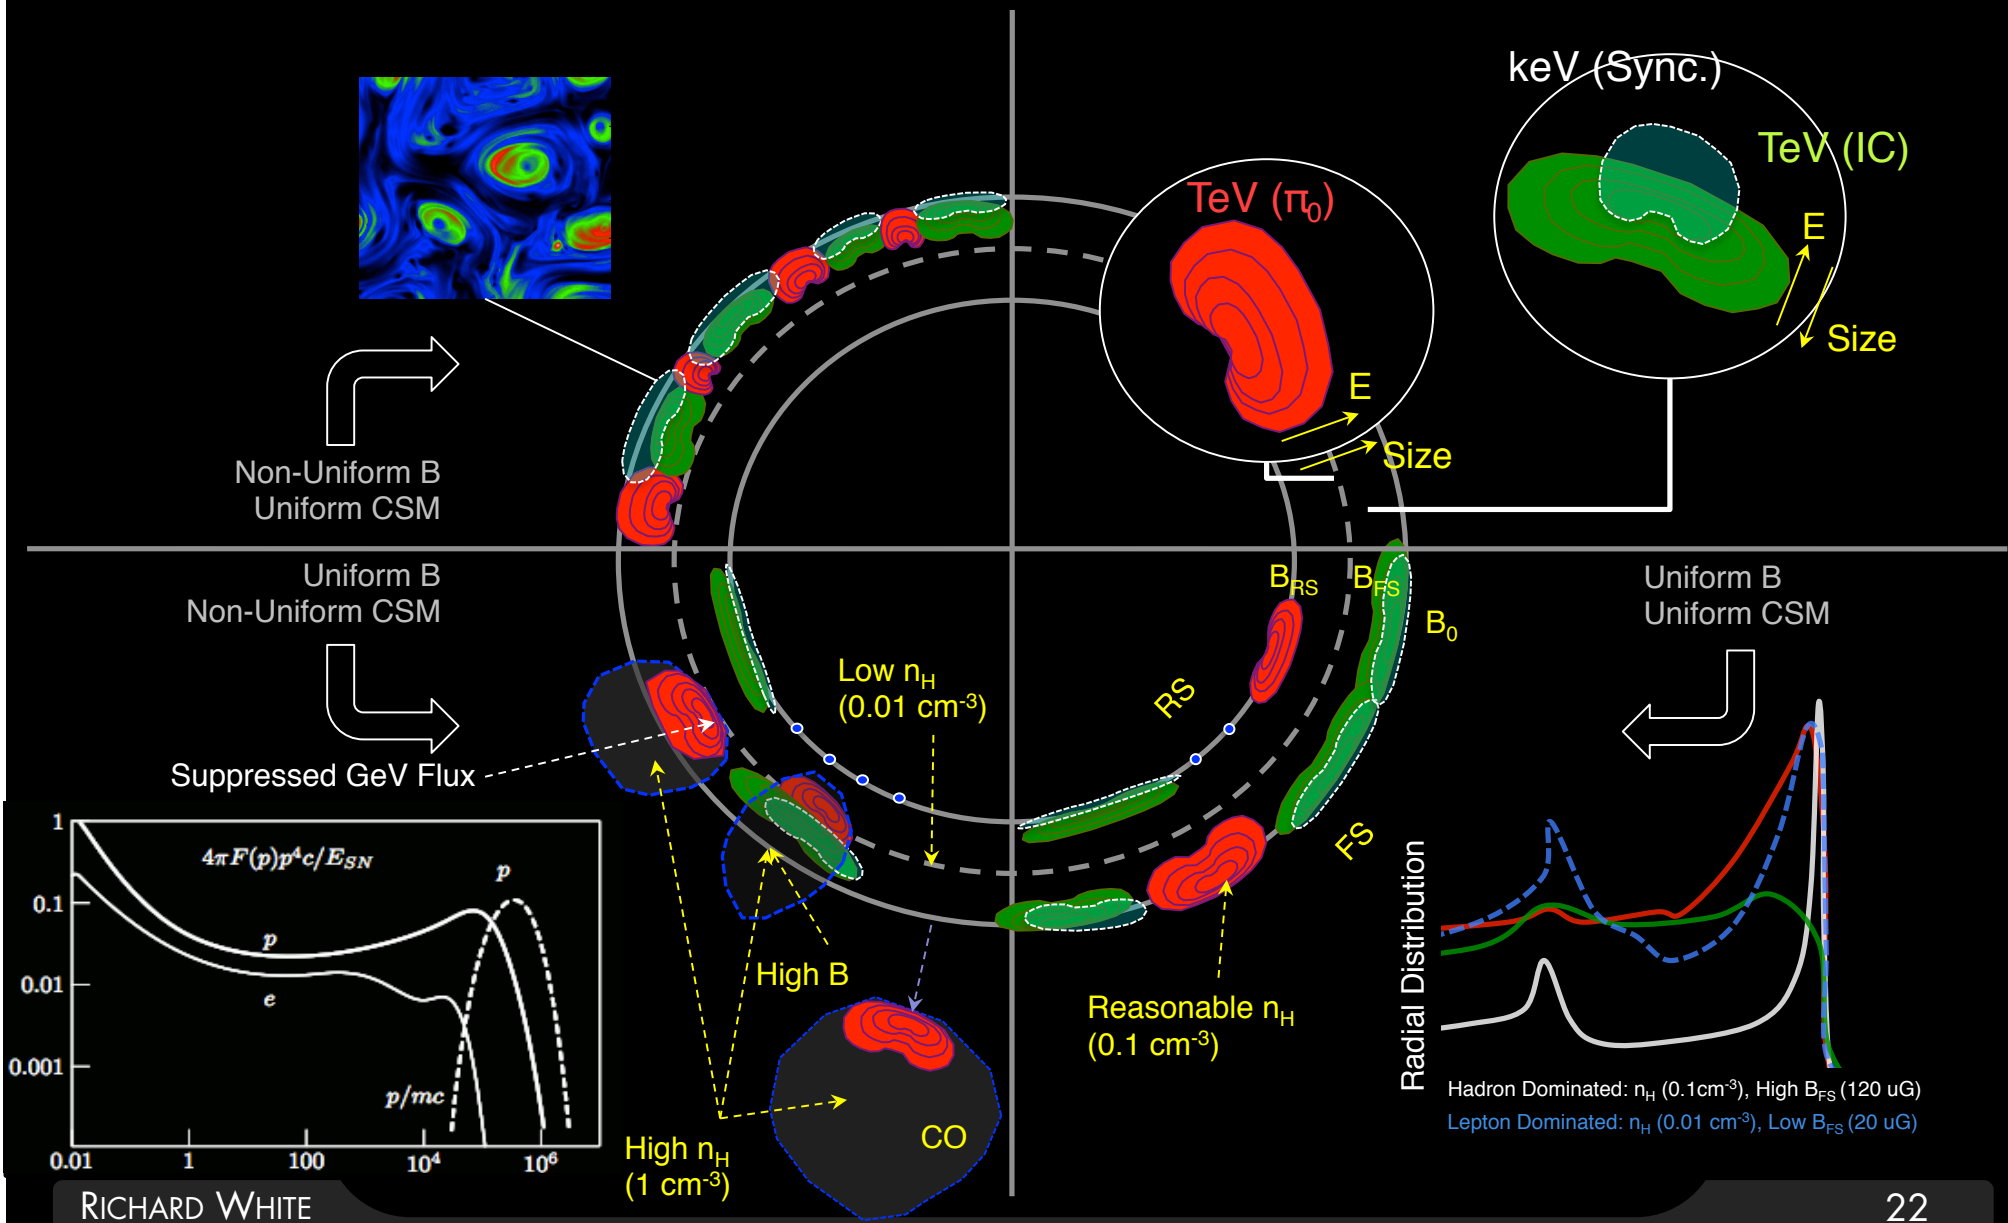 keV (Sync.)
TeV (IC)
E
Size
TeV (π0)
E
Size
Non-Uniform B
Uniform CSM
Uniform B
Non-Uniform CSM
Uniform B
Uniform CSM
BRS
BFS
B0
RS
FS
Low nH
(0.01 cm-3)
Suppressed GeV Flux
High B
Reasonable nH
(0.1 cm-3)
High nH
(1 cm-3)
CO
1
0.1
0.01
0.001
4πF(p)p4c/ESN
p
p
e
p/mc
0.01
1
100
104
106
Radial Distribution
Hadron Dominated: nH (0.1cm-3), High BFS (120 uG)
Lepton Dominated: nH (0.01 cm-3), Low BFS (20 uG)
RICHARD WHITE
22